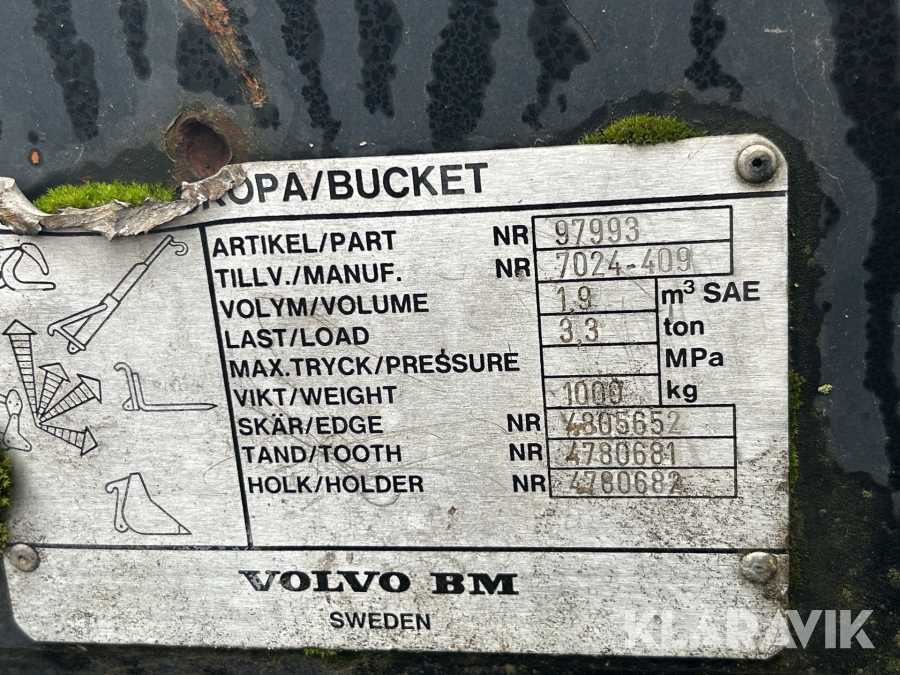 KOPA/BUCKET
ARTIKEL/PART NR 97993
TILLV./MANUF. NR 7024-409
VOLYM/VOLUME 1,9 m³ SAE
LAST/LOAD 3,3 ton
MAX.TRYCK/PRESSURE MPa
VIKT/WEIGHT 1000 kg
SKÄR/EDGE NR 4805652
TAND/TOOTH NR 4780681
HOLK/HOLDER NR 4780682
VOLVO BM
SWEDEN
KLARAVIK